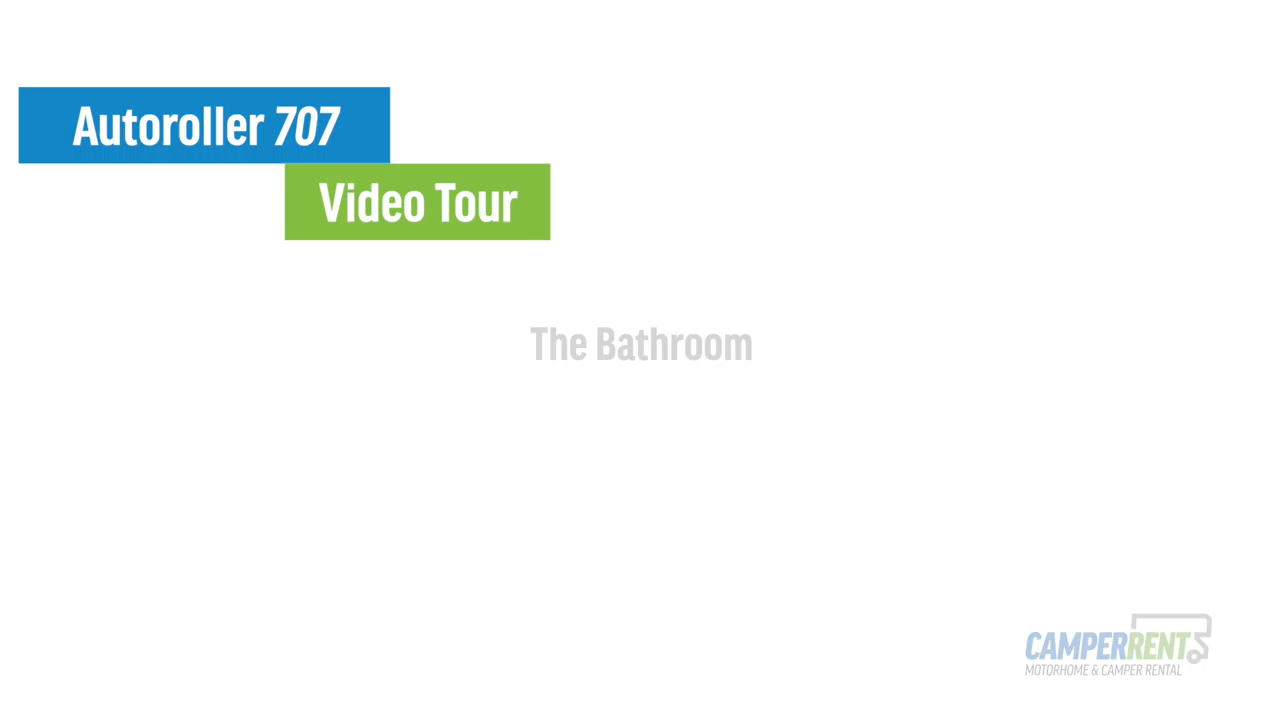 Autoroller 707
Video Tour
The Bathroom
CAMPERRENT
MOTORHOME & CAMPER RENTAL